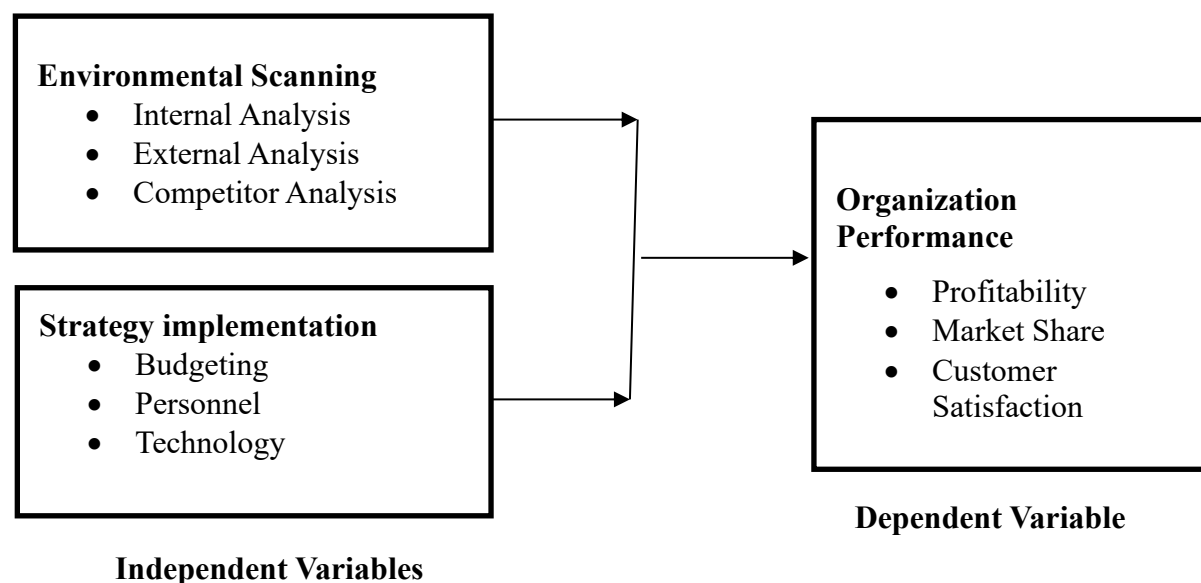 Environmental Scanning
• Internal Analysis
• External Analysis
• Competitor Analysis
Strategy implementation
• Budgeting
• Personnel
• Technology
Independent Variables
Organization
Performance
• Profitability
• Market Share
• Customer
Satisfaction
Dependent Variable